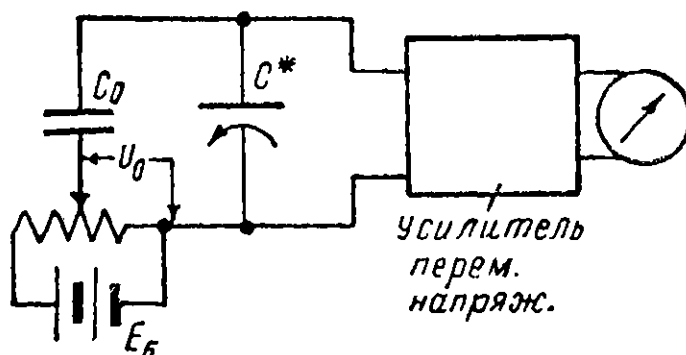 C₀
C*
U₀
Усилитель
перем.
напряж.
Eб